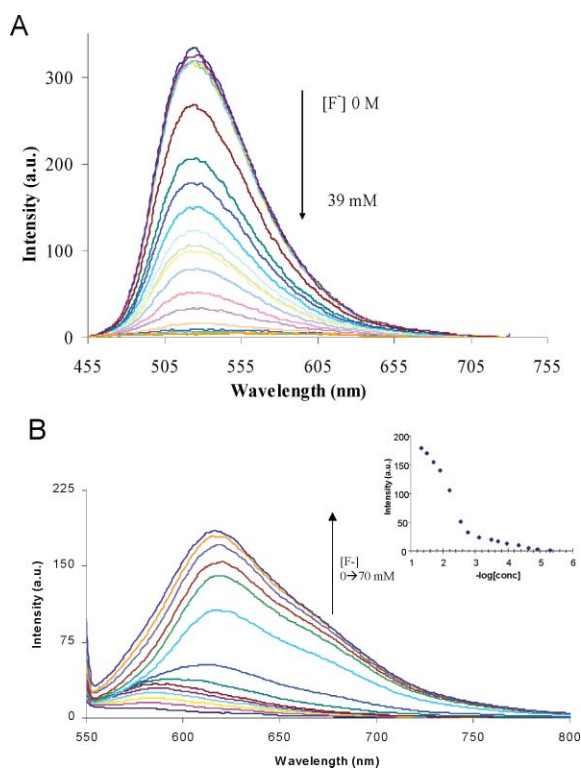 A
Intensity (a.u.)
300
200
100
0
[F-] 0 M
39 mM
455 505 555 605 655 705 755
Wavelength (nm)
B
Intensity (a.u.)
225
150
75
0
[F-]
0→70 mM
550 600 650 700 750 800
Wavelength (nm)
Intensity (a.u.)
200
150
100
50
0
1 2 3 4 5 6
-log[conc]